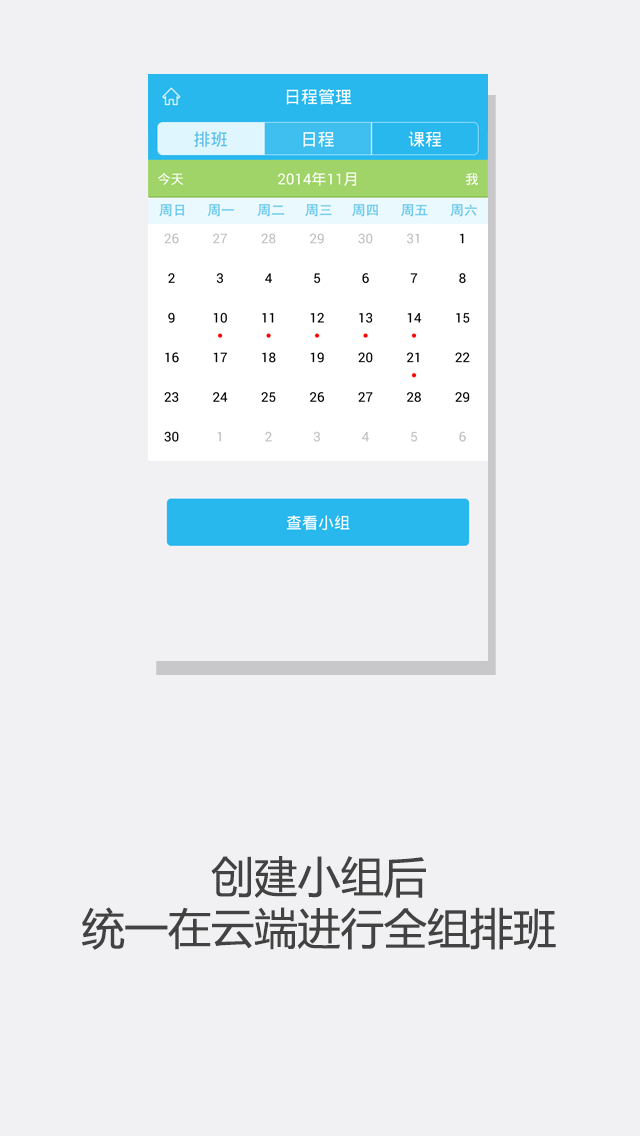 日程管理
排班 日程 课程
今天 2014年11月 我
周日 周一 周二 周三 周四 周五 周六
26 27 28 29 30 31 1
2 3 4 5 6 7 8
9 10 11 12 13 14 15
16 17 18 19 20 21 22
23 24 25 26 27 28 29
30 1 2 3 4 5 6
查看小组
创建小组后
统一在云端进行全组排班